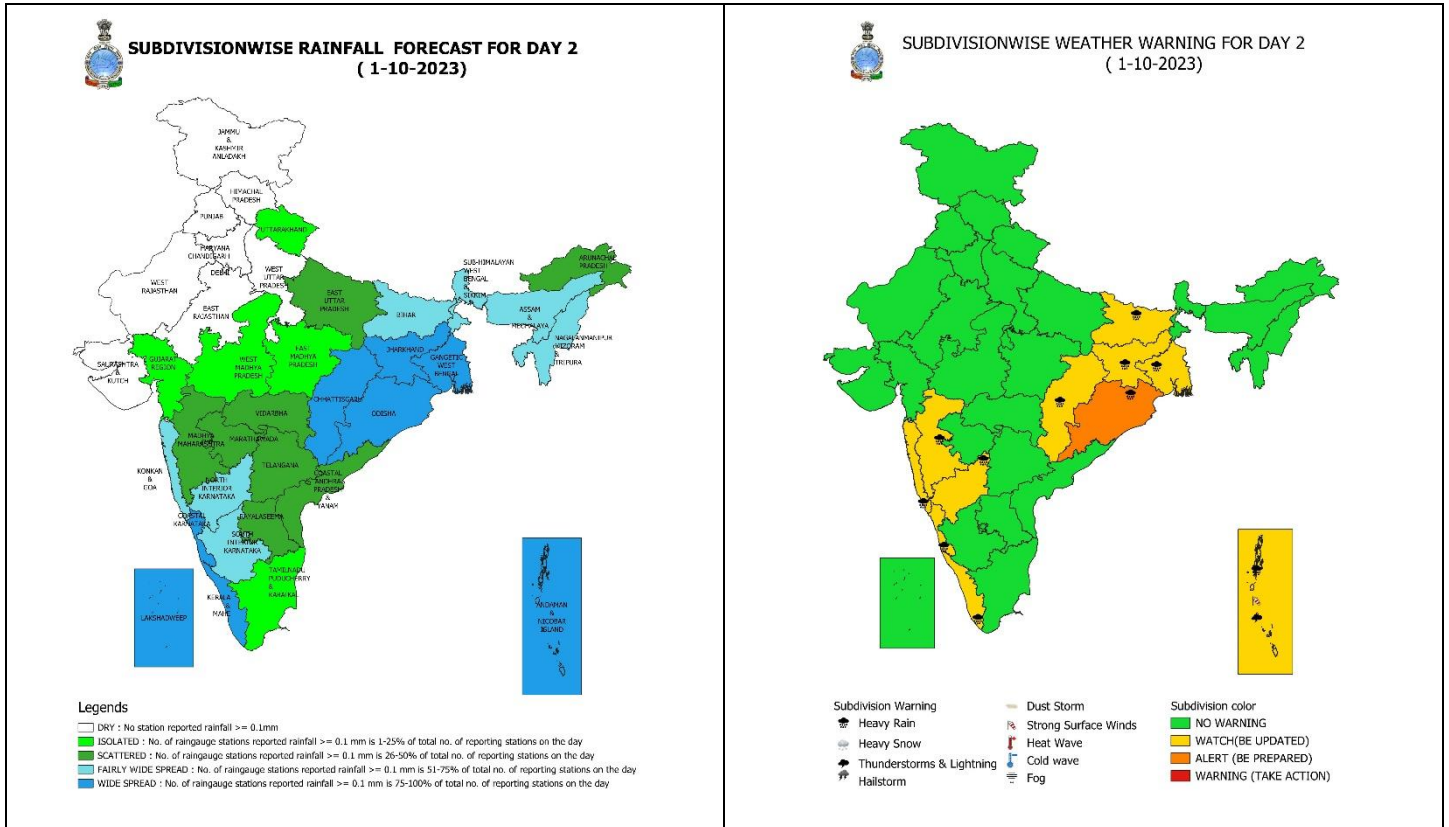 SUBDIVISIONWISE RAINFALL FORECAST FOR DAY 2
( 1-10-2023)
JAMMU
&
KASHMIR
ANLADAKH
HIMACHAL
PRADESH
PUNJAB
UTTARAKHAND
HARYANA
CHANDIGARH
&
DELHI
WEST
UTTAR
PRADESH
SUB-HIMALAYAN
WEST
BENGAL
&
SIKKIM
ARUNACHAL
PRADESH
WEST
RAJASTHAN
EAST
RAJASTHAN
EAST
UTTAR
PRADESH
BIHAR
ASSAM
&
MEGHALAYA
NAGALANMANIPUR
MIZORAM
&
TRIPURA
SAURASHTRA
&
KUTCH
GUJARAT
REGION
WEST
MADHYA
PRADESH
EAST
MADHYA
PRADESH
JHARKHAND
GANGETIC
WEST
BENGAL
CHHATTISGARH
ODISHA
VIDARBHA
MADHYA
MAHARASHTRA
MARATHAWADA
TELANGANA
KONKAN
&
GOA
NORTH
INTERIOR
KARNATAKA
COASTAL
ANDHRA
PRADESH
&
YANAM
COASTAL
KARNATAKA
RAYALASEEMA
SOUTH
INTERIOR
KARNATAKA
TAMILNADU
PUDUCHERRY
&
KARAIKAL
KERALA
&
MAHE
LAKSHADWEEP
ANDAMAN
&
NICOBAR
ISLAND
Legends
DRY : No station reported rainfall >= 0.1mm
ISOLATED : No. of raingauge stations reported rainfall >= 0.1 mm is 1-25% of total no. of reporting stations on the day
SCATTERED : No. of raingauge stations reported rainfall >= 0.1 mm is 26-50% of total no. of reporting stations on the day
FAIRLY WIDE SPREAD : No. of raingauge stations reported rainfall >= 0.1 mm is 51-75% of total no. of reporting stations on the day
WIDE SPREAD : No. of raingauge stations reported rainfall >= 0.1 mm is 75-100% of total no. of reporting stations on the day
SUBDIVISIONWISE WEATHER WARNING FOR DAY 2
( 1-10-2023)
Subdivision Warning
Heavy Rain
Heavy Snow
Thunderstorms & Lightning
Hailstorm
Dust Storm
Strong Surface Winds
Heat Wave
Cold wave
Fog
Subdivision color
NO WARNING
WATCH(BE UPDATED)
ALERT (BE PREPARED)
WARNING (TAKE ACTION)